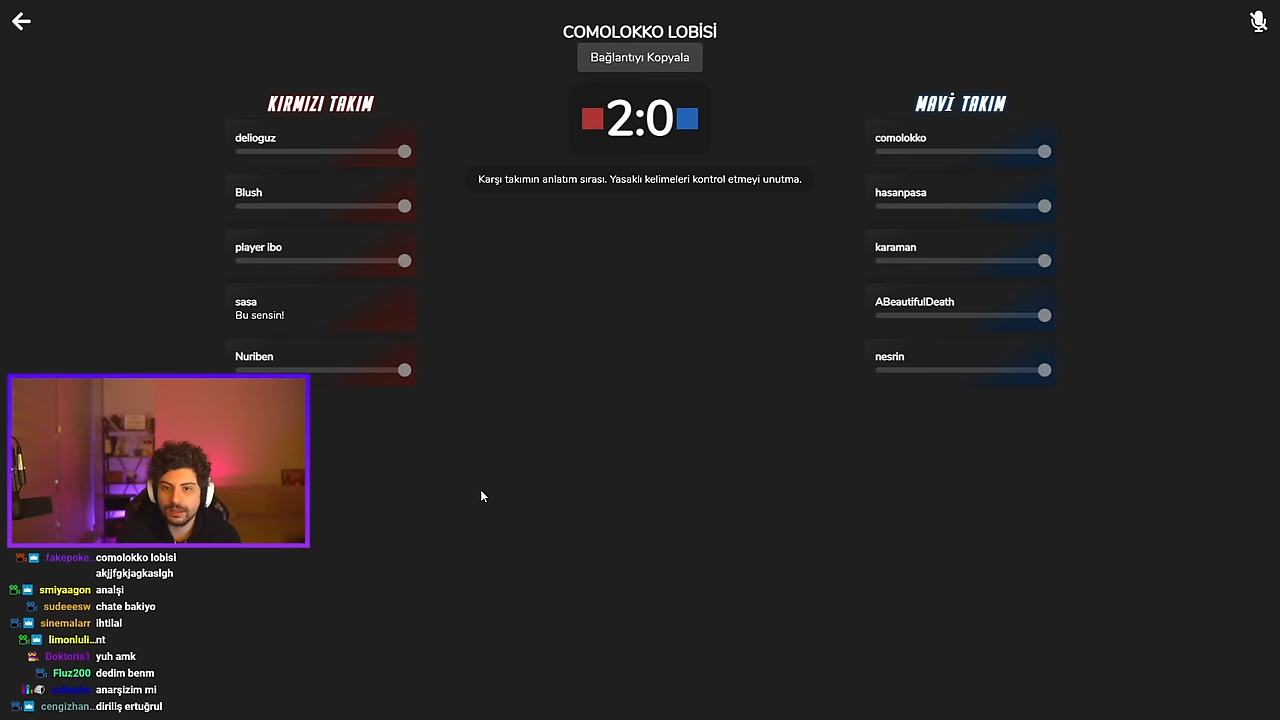 COMOLOKKO LOBİSİ
Bağlantıyı Kopyala
KIRMIZI TAKIM
2:0
MAVİ TAKIM
delioguz
comolokko
Karşı takımın anlatım sırası. Yasaklı kelimeleri kontrol etmeyi unutma.
Blush
hasanpasa
player ibo
karaman
sasa
Bu sensin!
ABeautifulDeath
Nuriben
nesrin
fakepoke... comolokko lobisi
akjjfgkjagkaslgh
smiyaagon analşi
sudeeesw chate bakiyo
sinemalarr ihtilal
limonluli... nt
Doktoris1 yuh amk
Fluz200 dedim benm
anarşizim mi
cengizhan... diriliş ertuğrul